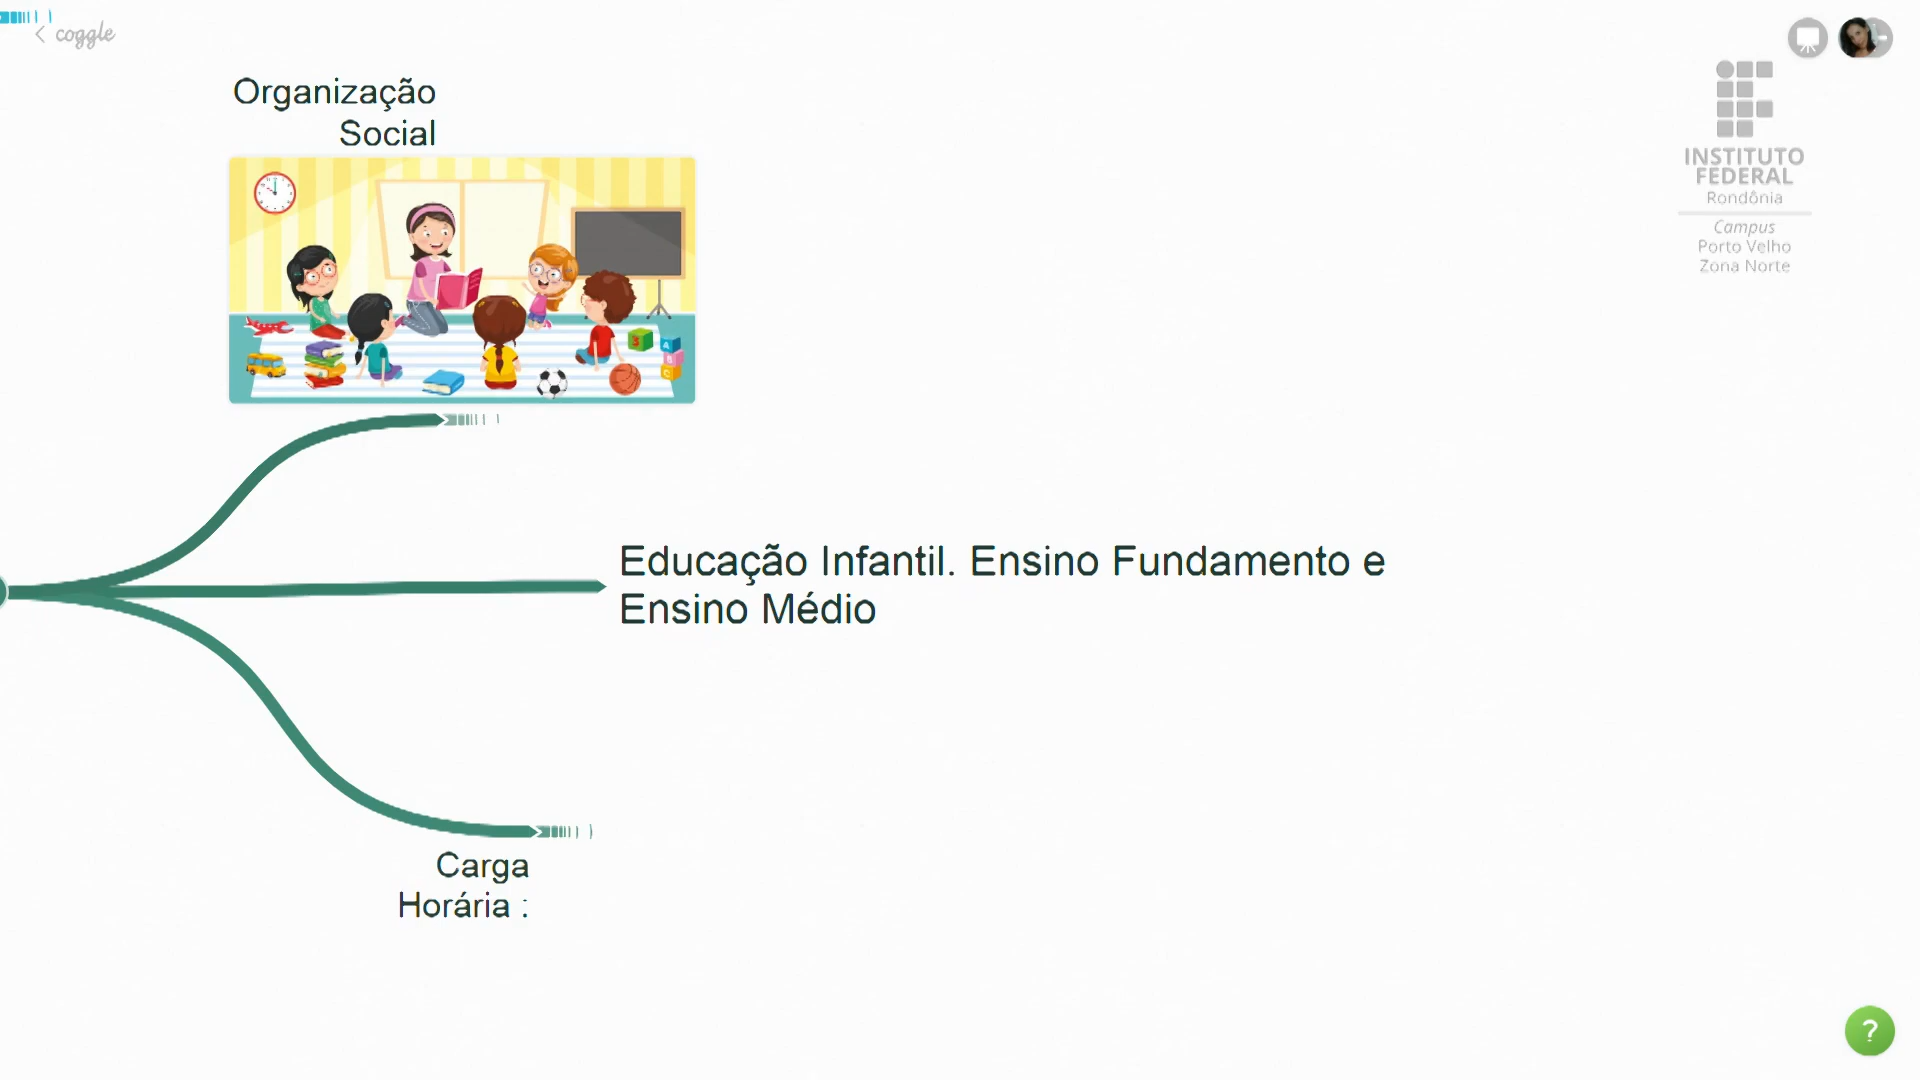 coggle
Organização
Social
INSTITUTO
FEDERAL
Rondônia
Campus
Porto Velho
Zona Norte
Educação Infantil. Ensino Fundamento e
Ensino Médio
Carga
Horária :
?